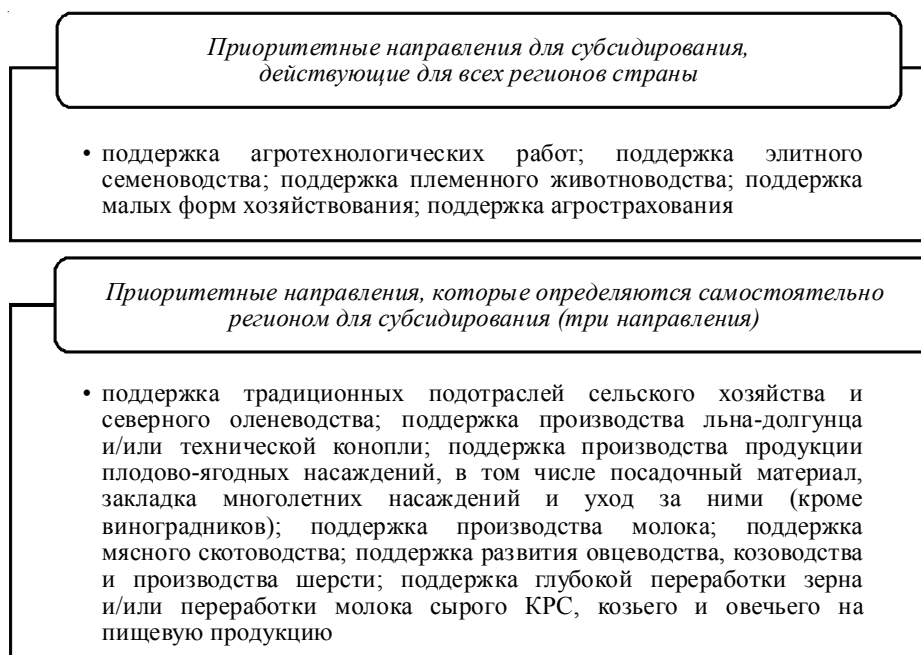 Приоритетные направления для субсидирования,
действующие для всех регионов страны
• поддержка агротехнологических работ; поддержка элитного
семеноводства; поддержка племенного животноводства; поддержка
малых форм хозяйствования; поддержка агрострахования
Приоритетные направления, которые определяются самостоятельно
регионом для субсидирования (три направления)
• поддержка традиционных подотраслей сельского хозяйства и
северного оленеводства; поддержка производства льна-долгунца
и/или технической конопли; поддержка производства продукции
плодово-ягодных насаждений, в том числе посадочный материал,
закладка многолетних насаждений и уход за ними (кроме
виноградников); поддержка производства молока; поддержка
мясного скотоводства; поддержка развития овцеводства, козоводства
и производства шерсти; поддержка глубокой переработки зерна
и/или переработки молока сырого КРС, козьего и овечьего на
пищевую продукцию